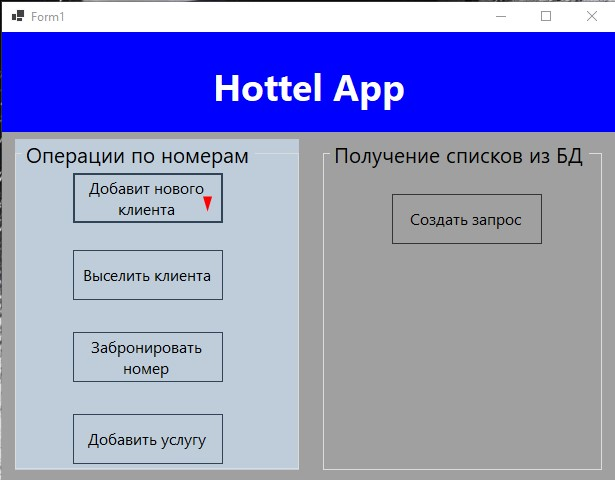 Form1
Hottel App
Операции по номерам
Добавит нового
клиента
Выселить клиента
Забронировать
номер
Добавить услугу
Получение списков из БД
Создать запрос